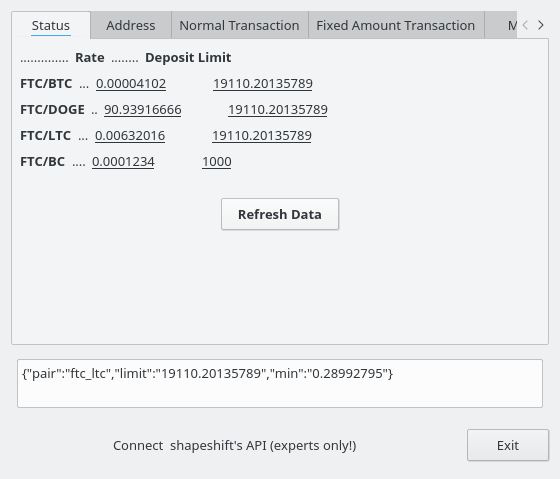 Status Address Normal Transaction Fixed Amount Transaction M
.............. Rate ........ Deposit Limit
FTC/BTC ... 0.00004102 19110.20135789
FTC/DOGE .. 90.93916666 19110.20135789
FTC/LTC ... 0.00632016 19110.20135789
FTC/BC .... 0.0001234 1000
Refresh Data
{"pair":"ftc_ltc","limit":"19110.20135789","min":"0.28992795"}
Connect shapeshift's API (experts only!) Exit